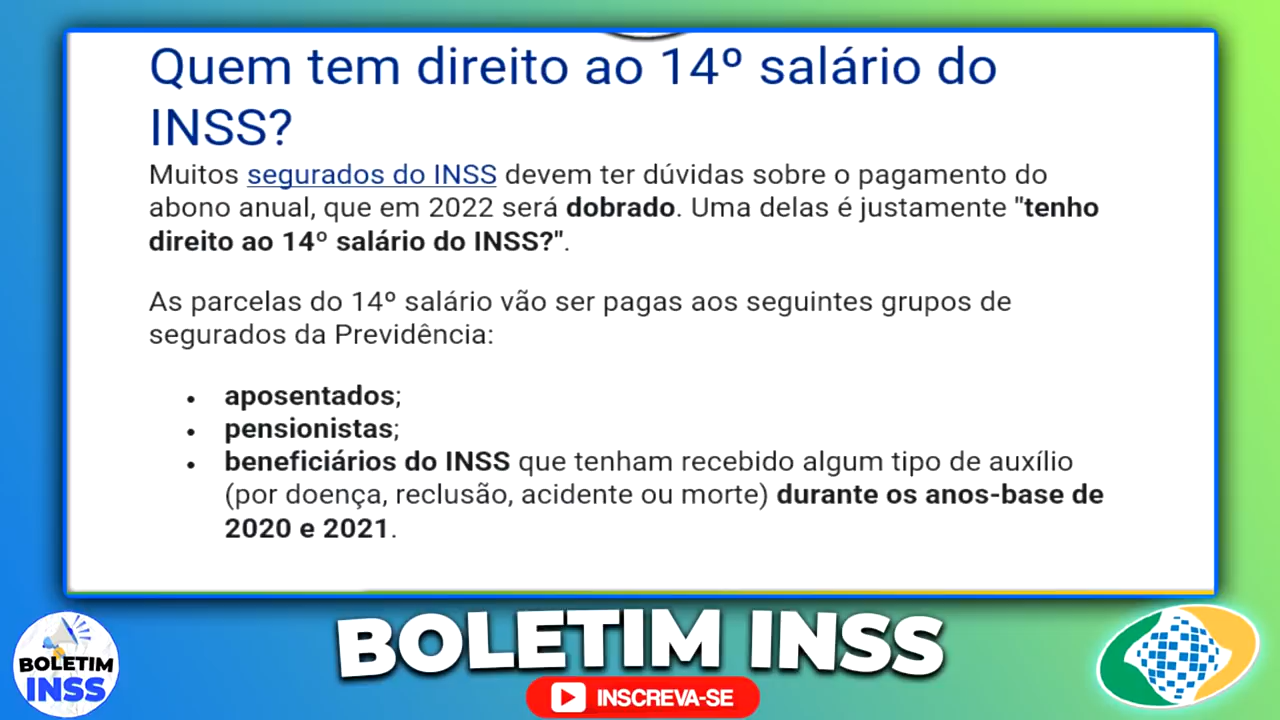 Quem tem direito ao 14º salário do
INSS?
Muitos segurados do INSS devem ter dúvidas sobre o pagamento do
abono anual, que em 2022 será dobrado. Uma delas é justamente "tenho
direito ao 14º salário do INSS?".
As parcelas do 14º salário vão ser pagas aos seguintes grupos de
segurados da Previdência:
• aposentados;
• pensionistas;
• beneficiários do INSS que tenham recebido algum tipo de auxílio
(por doença, reclusão, acidente ou morte) durante os anos-base de
2020 e 2021.
BOLETIM INSS
INSCREVA-SE
BOLETIM
INSS